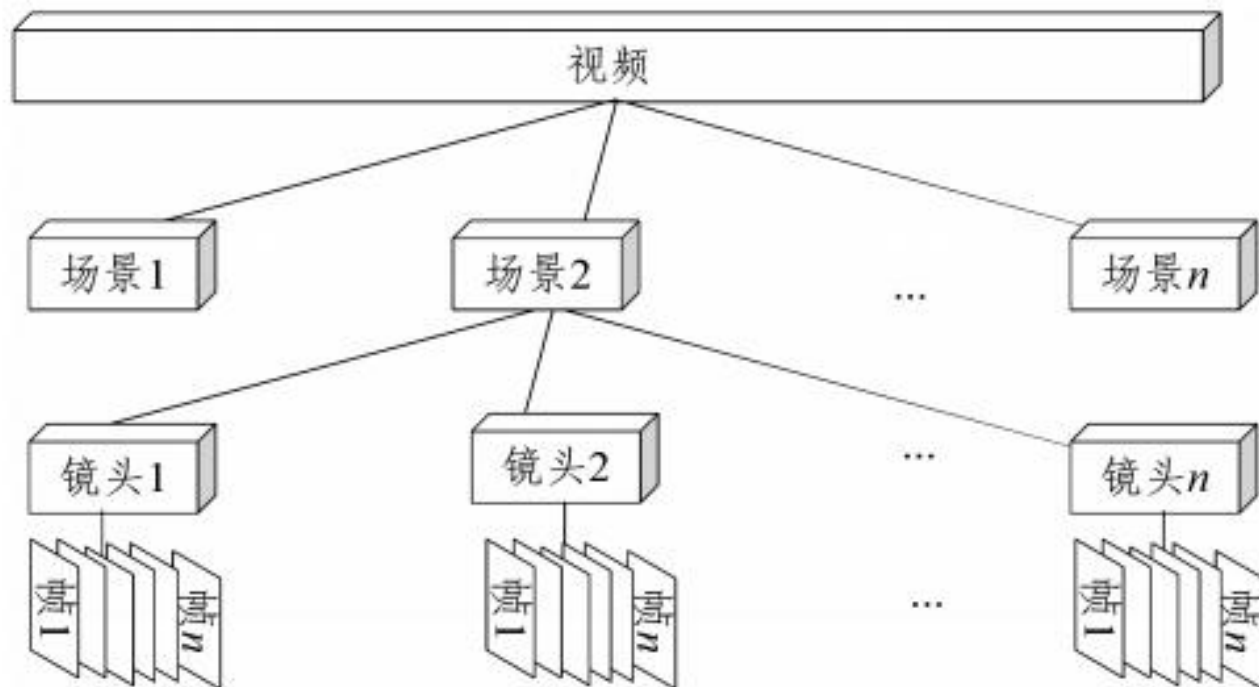 视频
场景1 场景2 ... 场景n
镜头1 镜头2 ... 镜头n
帧1 帧n 帧1 帧n ... 帧1 帧n